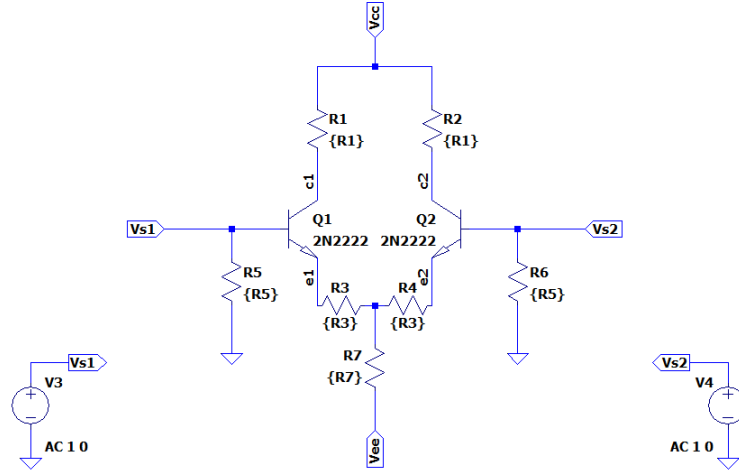 Vcc
R1
{R1}
R2
{R1}
c1
c2
Vs1
Q1
2N2222
Q2
2N2222
Vs2
R5
{R5}
e1
R3
{R3}
R4
{R3}
e2
R6
{R5}
R7
{R7}
Vs1
V3
AC 1 0
Vee
Vs2
V4
AC 1 0